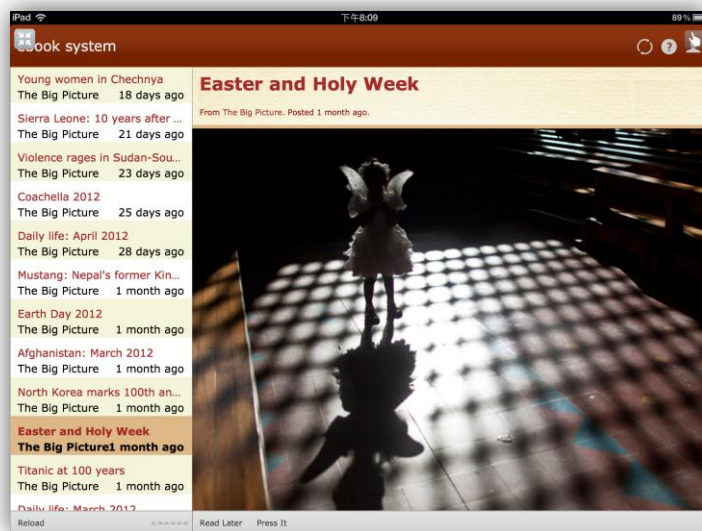 iPad 下午8:09 89%
ebook system
Young women in Chechnya
The Big Picture 18 days ago
Sierra Leone: 10 years after ...
The Big Picture 21 days ago
Violence rages in Sudan-Sou...
The Big Picture 23 days ago
Coachella 2012
The Big Picture 25 days ago
Daily life: April 2012
The Big Picture 28 days ago
Mustang: Nepal's former Kin...
The Big Picture 1 month ago
Earth Day 2012
The Big Picture 1 month ago
Afghanistan: March 2012
The Big Picture 1 month ago
North Korea marks 100th an...
The Big Picture 1 month ago
Easter and Holy Week
The Big Picture1 month ago
Titanic at 100 years
The Big Picture 1 month ago
Daily life: March 2012
Reload <=====
Easter and Holy Week
From The Big Picture. Posted 1 month ago.
Read Later Press It